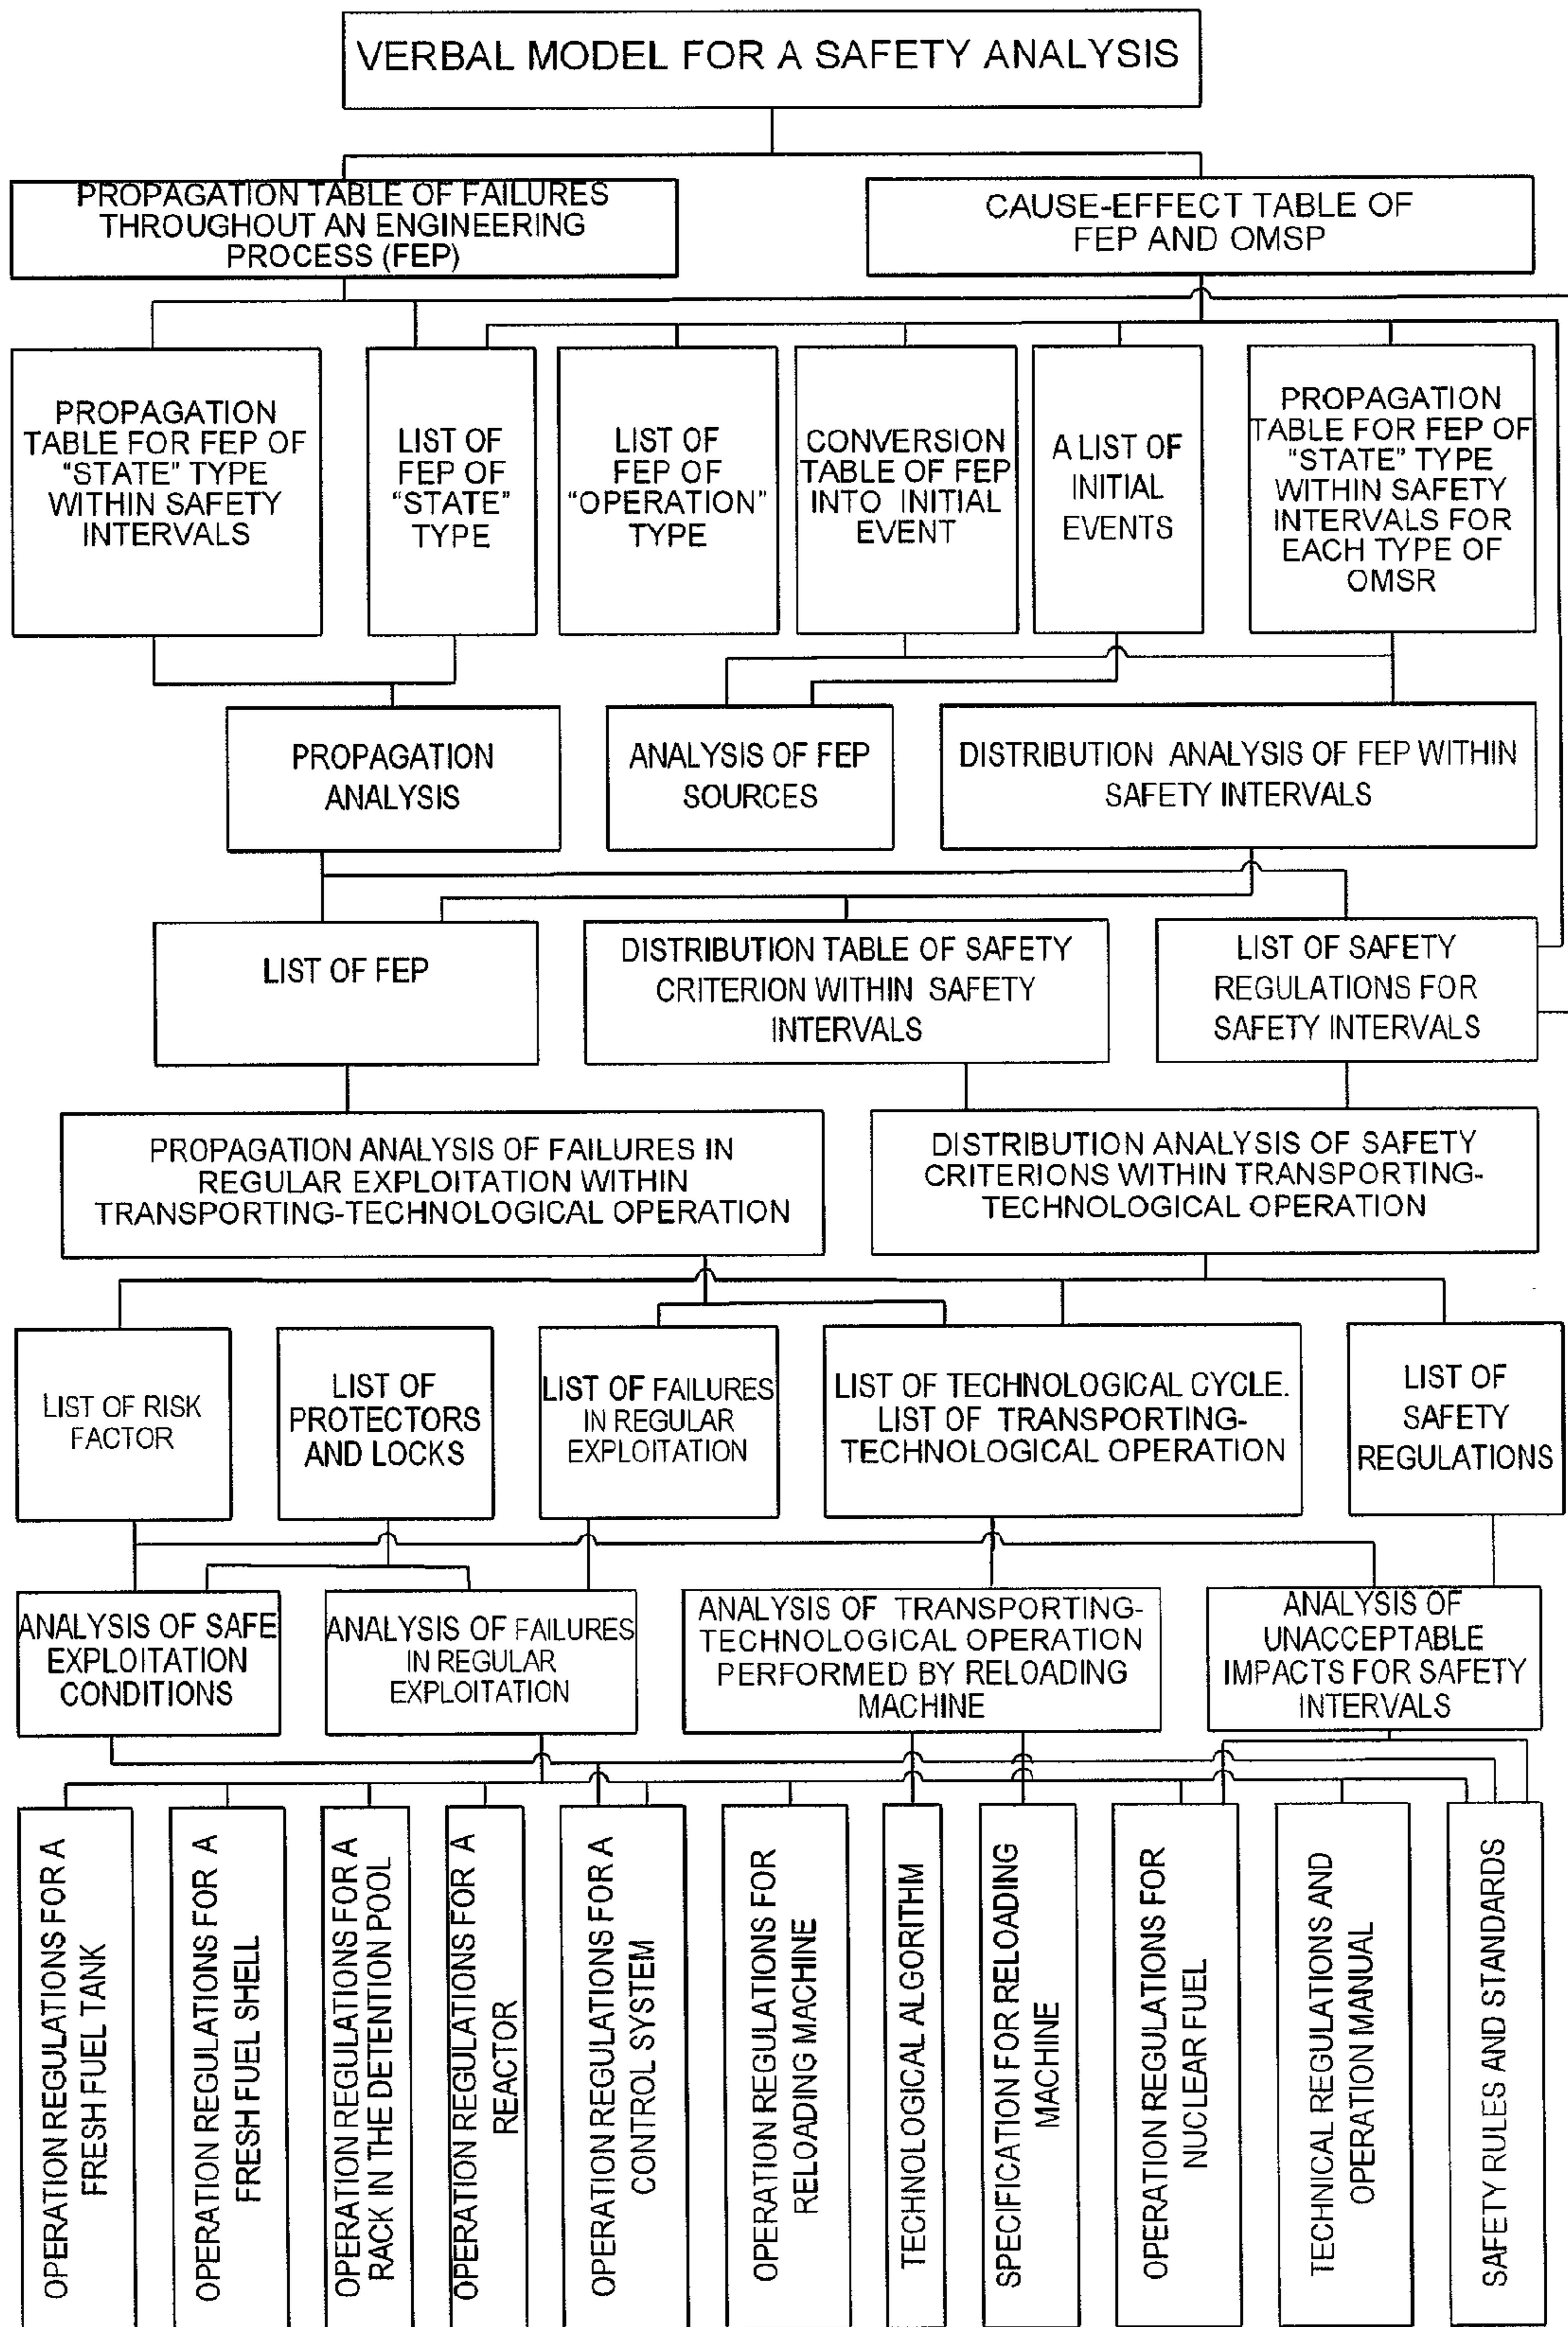 VERBAL MODEL FOR A SAFETY ANALYSIS
PROPAGATION TABLE OF FAILURES
THROUGHOUT AN ENGINEERING
PROCESS (FEP)
CAUSE-EFFECT TABLE OF
FEP AND OMSP
PROPAGATION
TABLE FOR FEP OF
"STATE" TYPE
WITHIN SAFETY
INTERVALS
LIST OF
FEP OF
"STATE"
TYPE
LIST OF
FEP OF
"OPERATION"
TYPE
CONVERSION
TABLE OF FEP
INTO INITIAL
EVENT
A LIST OF
INITIAL
EVENTS
PROPAGATION
TABLE FOR FEP OF
"STATE" TYPE
WITHIN SAFETY
INTERVALS FOR
EACH TYPE OF
OMSR
PROPAGATION
ANALYSIS
ANALYSIS OF FEP
SOURCES
DISTRIBUTION ANALYSIS OF FEP WITHIN
SAFETY INTERVALS
LIST OF FEP
DISTRIBUTION TABLE OF SAFETY
CRITERION WITHIN SAFETY
INTERVALS
LIST OF SAFETY
REGULATIONS FOR
SAFETY INTERVALS
PROPAGATION ANALYSIS OF FAILURES IN
REGULAR EXPLOITATION WITHIN
TRANSPORTING-TECHNOLOGICAL OPERATION
DISTRIBUTION ANALYSIS OF SAFETY
CRITERIONS WITHIN TRANSPORTING-
TECHNOLOGICAL OPERATION
LIST OF RISK
FACTOR
LIST OF
PROTECTORS
AND LOCKS
LIST OF FAILURES
IN REGULAR
EXPLOITATION
LIST OF TECHNOLOGICAL CYCLE.
LIST OF TRANSPORTING-
TECHNOLOGICAL OPERATION
LIST OF
SAFETY
REGULATIONS
ANALYSIS OF SAFE
EXPLOITATION
CONDITIONS
ANALYSIS OF FAILURES
IN REGULAR
EXPLOITATION
ANALYSIS OF TRANSPORTING-
TECHNOLOGICAL OPERATION
PERFORMED BY RELOADING
MACHINE
ANALYSIS OF
UNACCEPTABLE
IMPACTS FOR SAFETY
INTERVALS
OPERATION REGULATIONS FOR A
FRESH FUEL TANK
OPERATION REGULATIONS FOR A
FRESH FUEL SHELL
OPERATION REGULATIONS FOR A
RACK IN THE DETENTION POOL
OPERATION REGULATIONS FOR A
REACTOR
OPERATION REGULATIONS FOR A
CONTROL SYSTEM
OPERATION REGULATIONS FOR
RELOADING MACHINE
TECHNOLOGICAL ALGORITHM
SPECIFICATION FOR RELOADING
MACHINE
OPERATION REGULATIONS FOR
NUCLEAR FUEL
TECHNICAL REGULATIONS AND
OPERATION MANUAL
SAFETY RULES AND STANDARDS